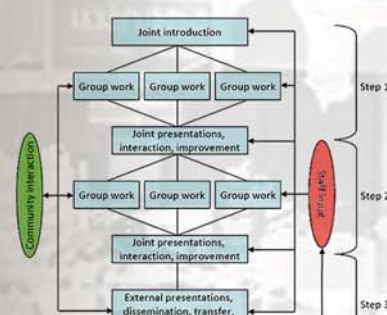 Joint introduction
Group work
Group work
Group work
Step 1
Joint presentations,
interaction, improvement
Community interaction
Group work
Group work
Group work
Staff input
Step 2
Joint presentations,
interaction, improvement
External presentations,
dissemination, transfer,
Step 3